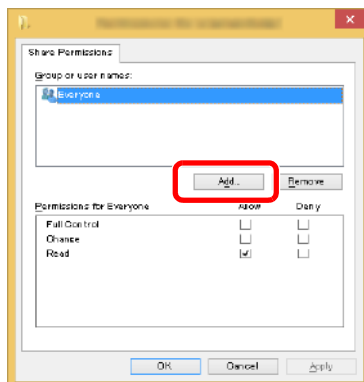 Share Permissions
Group or user names:
Everyone
Add...
Remove
Permissions for Everyone
Allow
Deny
Full Control
Change
Read
OK
Cancel
Apply